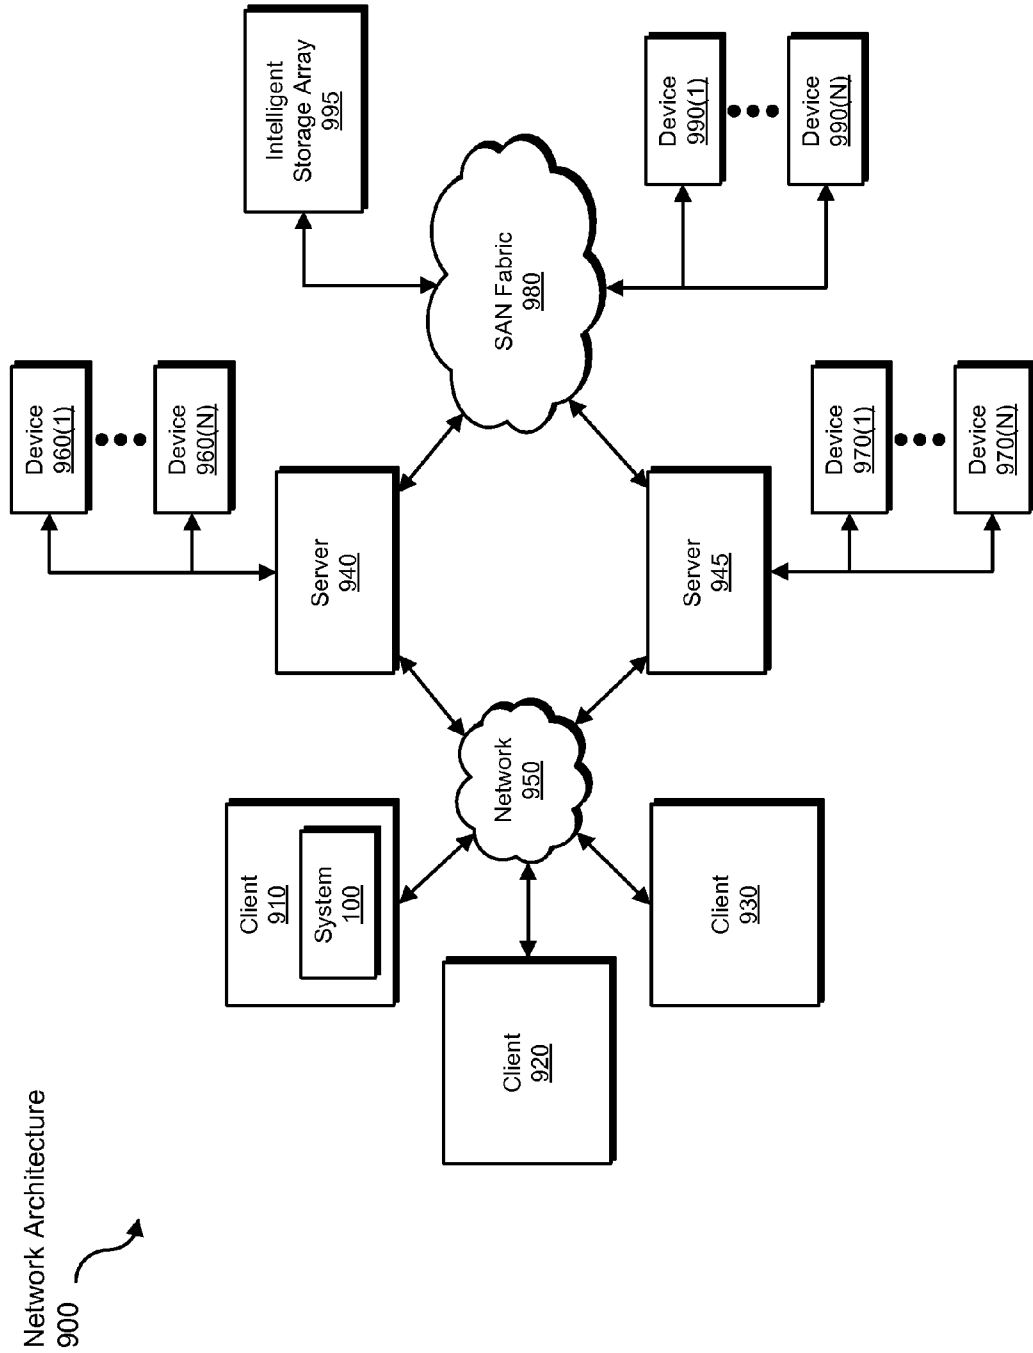 Network Architecture
900
Client
910
System
100
Client
920
Client
930
Network
950
Server
940
Server
945
Device
960(1)
Device
960(N)
Device
970(1)
Device
970(N)
SAN Fabric
980
Intelligent
Storage Array
995
Device
990(1)
Device
990(N)